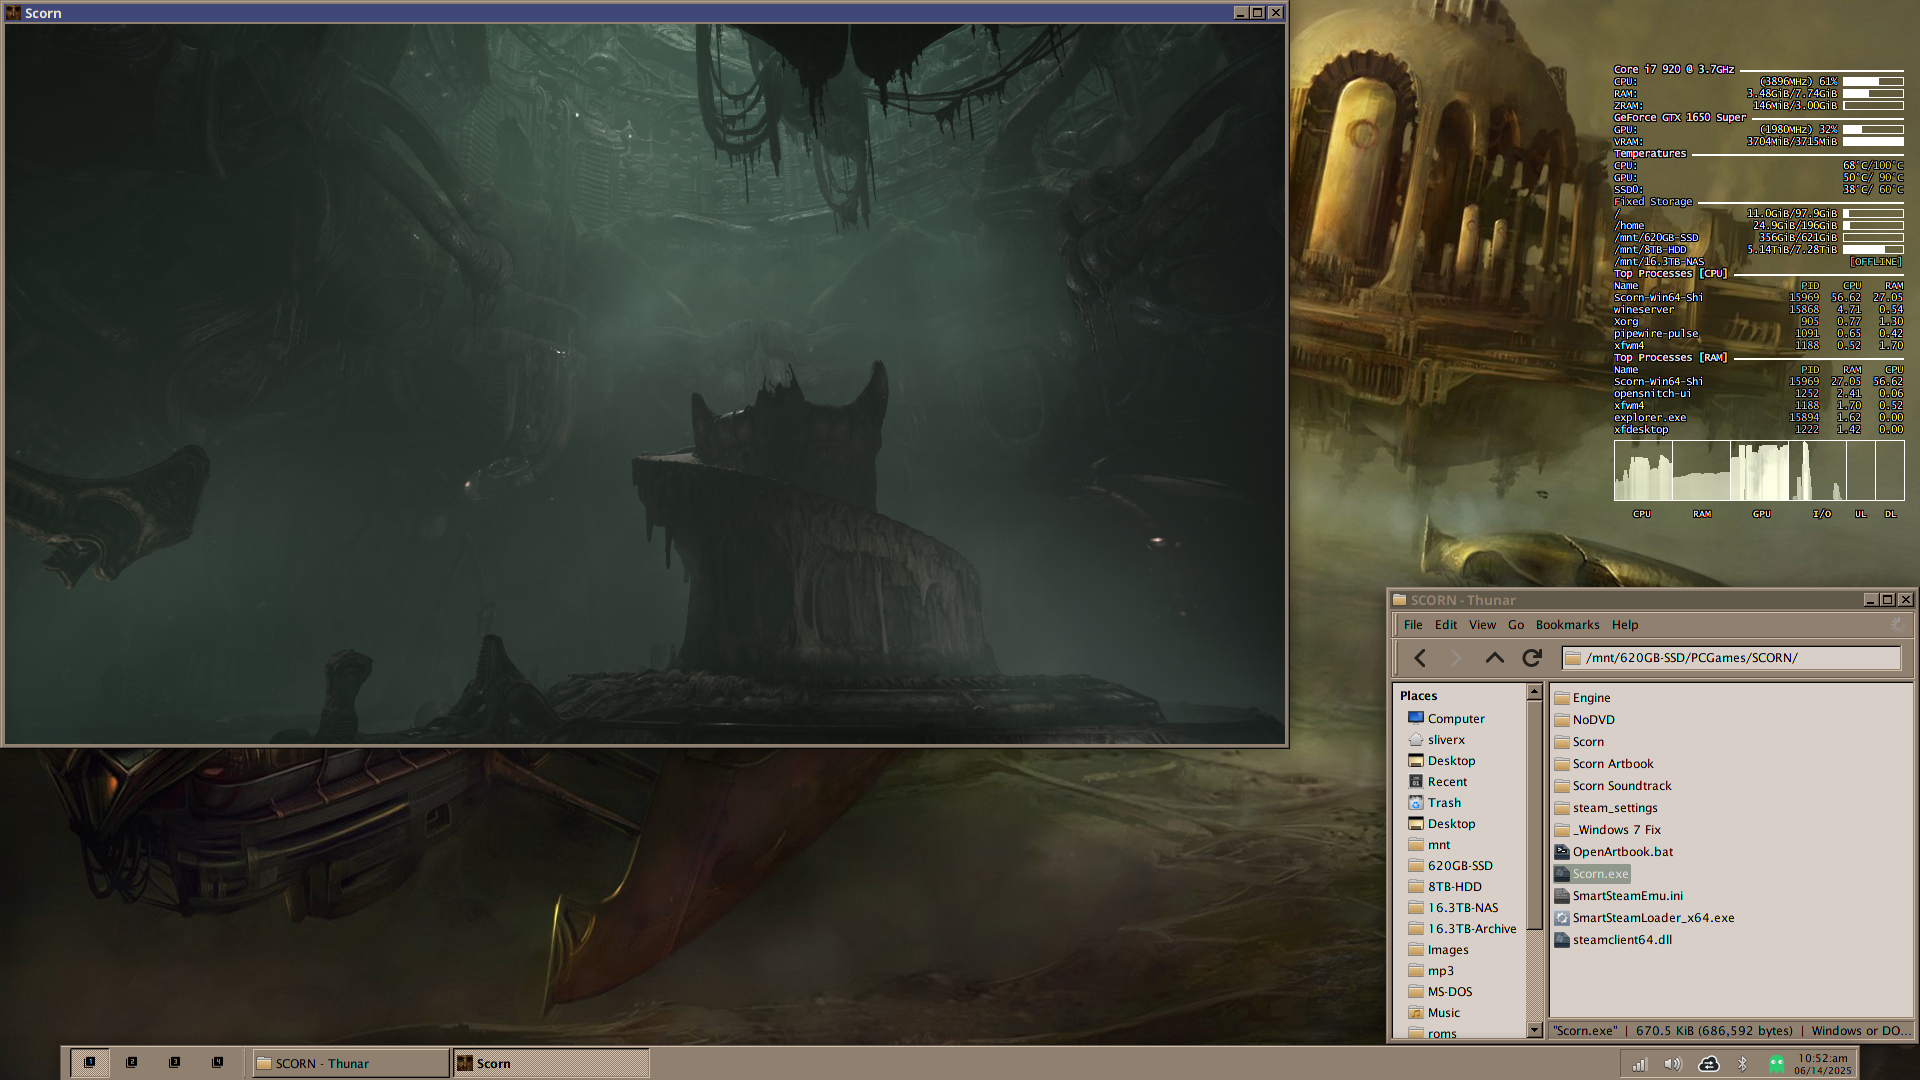 Scorn
Core i7 920 @ 3.7GHz
CPU: (3896MHz) 61%
RAM: 3.48GiB/7.74GiB
ZRAM: 146MiB/3.00GiB
GeForce GTX 1650 Super
GPU: (1980MHz) 32%
VRAM: 3704MiB/3715MiB
Temperatures
CPU: 68°C/100°C
GPU: 50°C/ 90°C
SSD0: 38°C/ 60°C
Fixed Storage
/ 11.0GiB/97.9GiB
/home 24.9GiB/196GiB
/mnt/620GB-SSD 356GiB/621GiB
/mnt/8TB-HDD 5.14TiB/7.28TiB
/mnt/16.3TB-NAS [OFFLINE]
Top Processes [CPU]
Name PID CPU RAM
Scorn-Win64-Shi 15969 56.62 27.05
wineserver 15868 4.71 0.54
Xorg 905 0.77 1.30
pipewire-pulse 1091 0.65 0.42
xfwm4 1188 0.52 1.70
Top Processes [RAM]
Name PID RAM CPU
Scorn-Win64-Shi 15969 27.05 56.62
opensnitch-ui 1252 2.41 0.06
xfwm4 1188 1.70 0.52
explorer.exe 15894 1.62 0.00
xfdesktop 1222 1.42 0.00
CPU RAM GPU I/O UL DL
SCORN - Thunar
File Edit View Go Bookmarks Help
/mnt/620GB-SSD/PCGames/SCORN/
Places
Computer
sliverx
Desktop
Recent
Trash
Desktop
mnt
620GB-SSD
8TB-HDD
16.3TB-NAS
16.3TB-Archive
Images
mp3
MS-DOS
Music
roms
Engine
NoDVD
Scorn
Scorn Artbook
Scorn Soundtrack
steam_settings
_Windows 7 Fix
OpenArtbook.bat
Scorn.exe
SmartSteamEmu.ini
SmartSteamLoader_x64.exe
steamclient64.dll
"Scorn.exe" | 670.5 KiB (686,592 bytes) | Windows or DO...
1 2 3 4
SCORN - Thunar
Scorn
10:52:am
06/14/2025